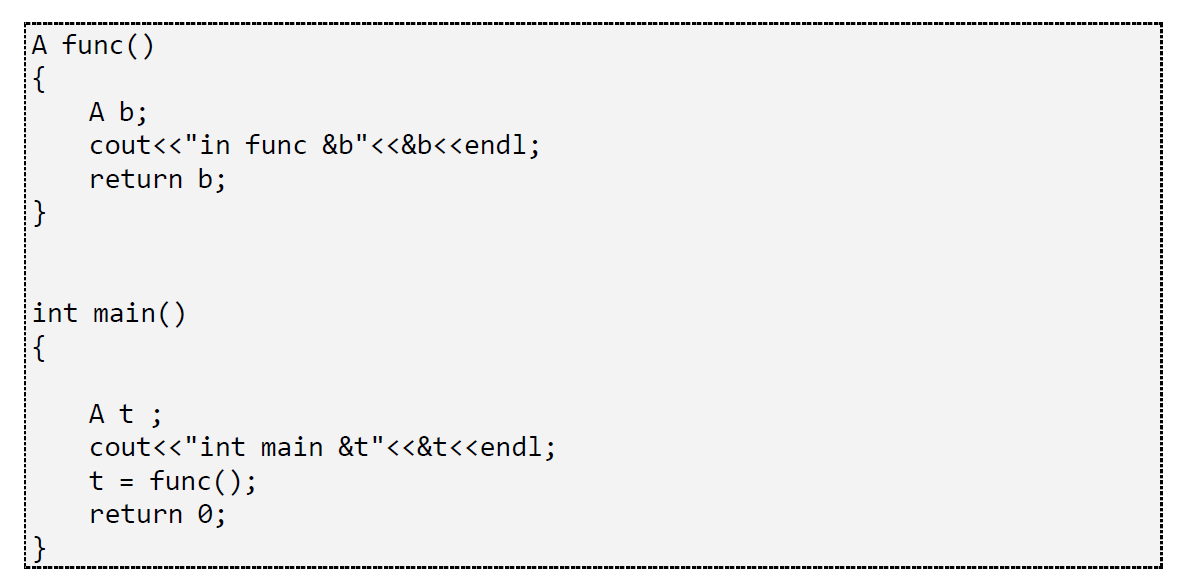 A func()
{
    A b;
    cout<<"in func &b"<<&b<<endl;
    return b;
}
int main()
{
    A t ;
    cout<<"int main &t"<<&t<<endl;
    t = func();
    return 0;
}